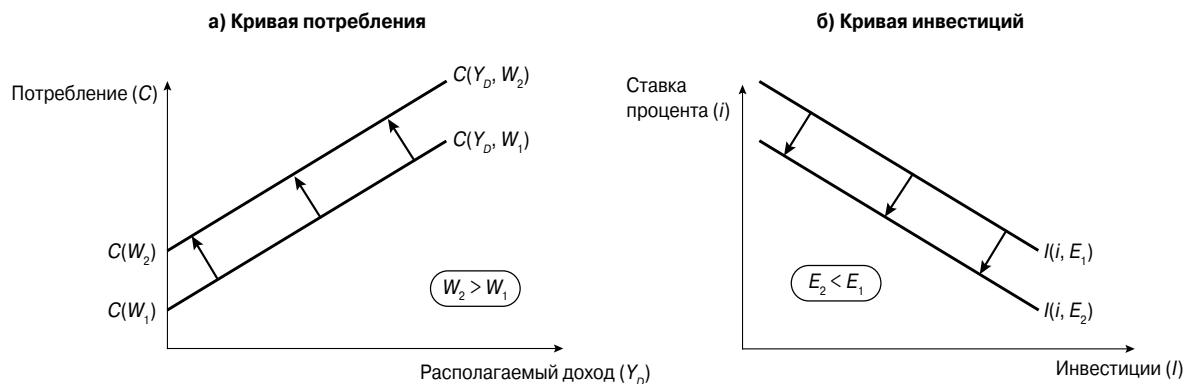 а) Кривая потребления
Потребление (C)
C(Y_D, W_2)
C(Y_D, W_1)
C(W_2)
C(W_1)
W_2 > W_1
Располагаемый доход (Y_D)
б) Кривая инвестиций
Ставка
процента (i)
I(i, E_1)
E_2 < E_1
I(i, E_2)
Инвестиции (I)